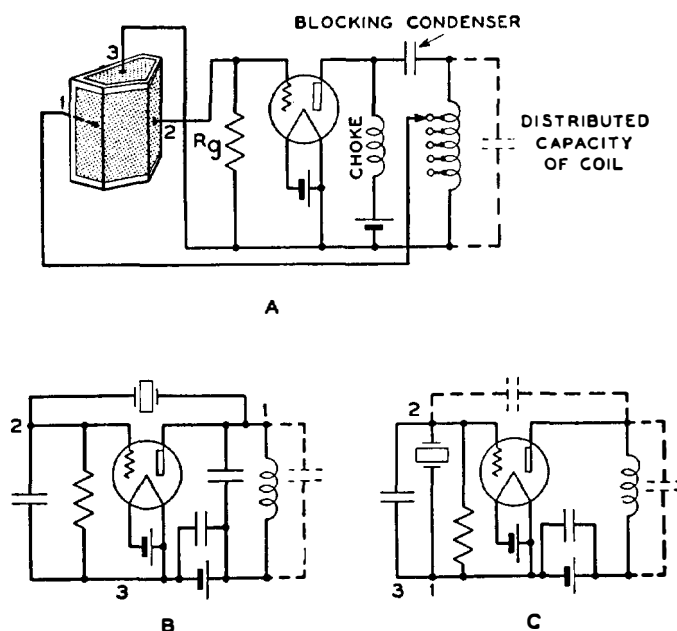 BLOCKING CONDENSER
3
1
2
Rg
CHOKE
DISTRIBUTED
CAPACITY
OF COIL
A
2
1
3
B
2
3
1
C